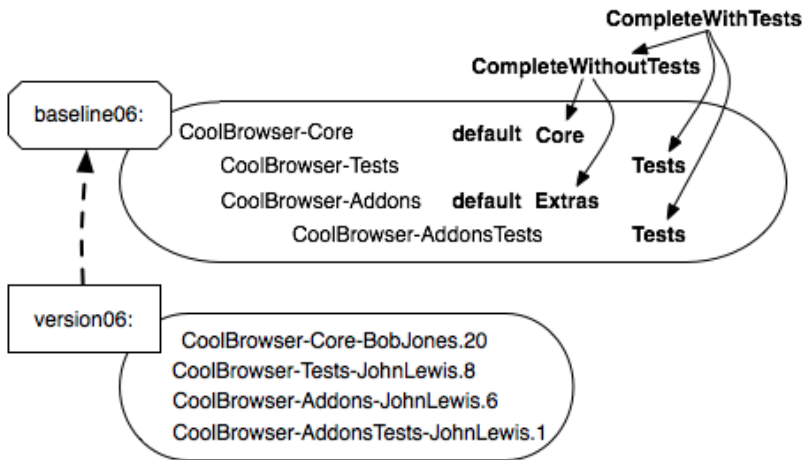 CompleteWithTests
CompleteWithoutTests
baseline06:
CoolBrowser-Core default Core
CoolBrowser-Tests Tests
CoolBrowser-Addons default Extras
CoolBrowser-AddonsTests Tests
version06:
CoolBrowser-Core-BobJones.20
CoolBrowser-Tests-JohnLewis.8
CoolBrowser-Addons-JohnLewis.6
CoolBrowser-AddonsTests-JohnLewis.1